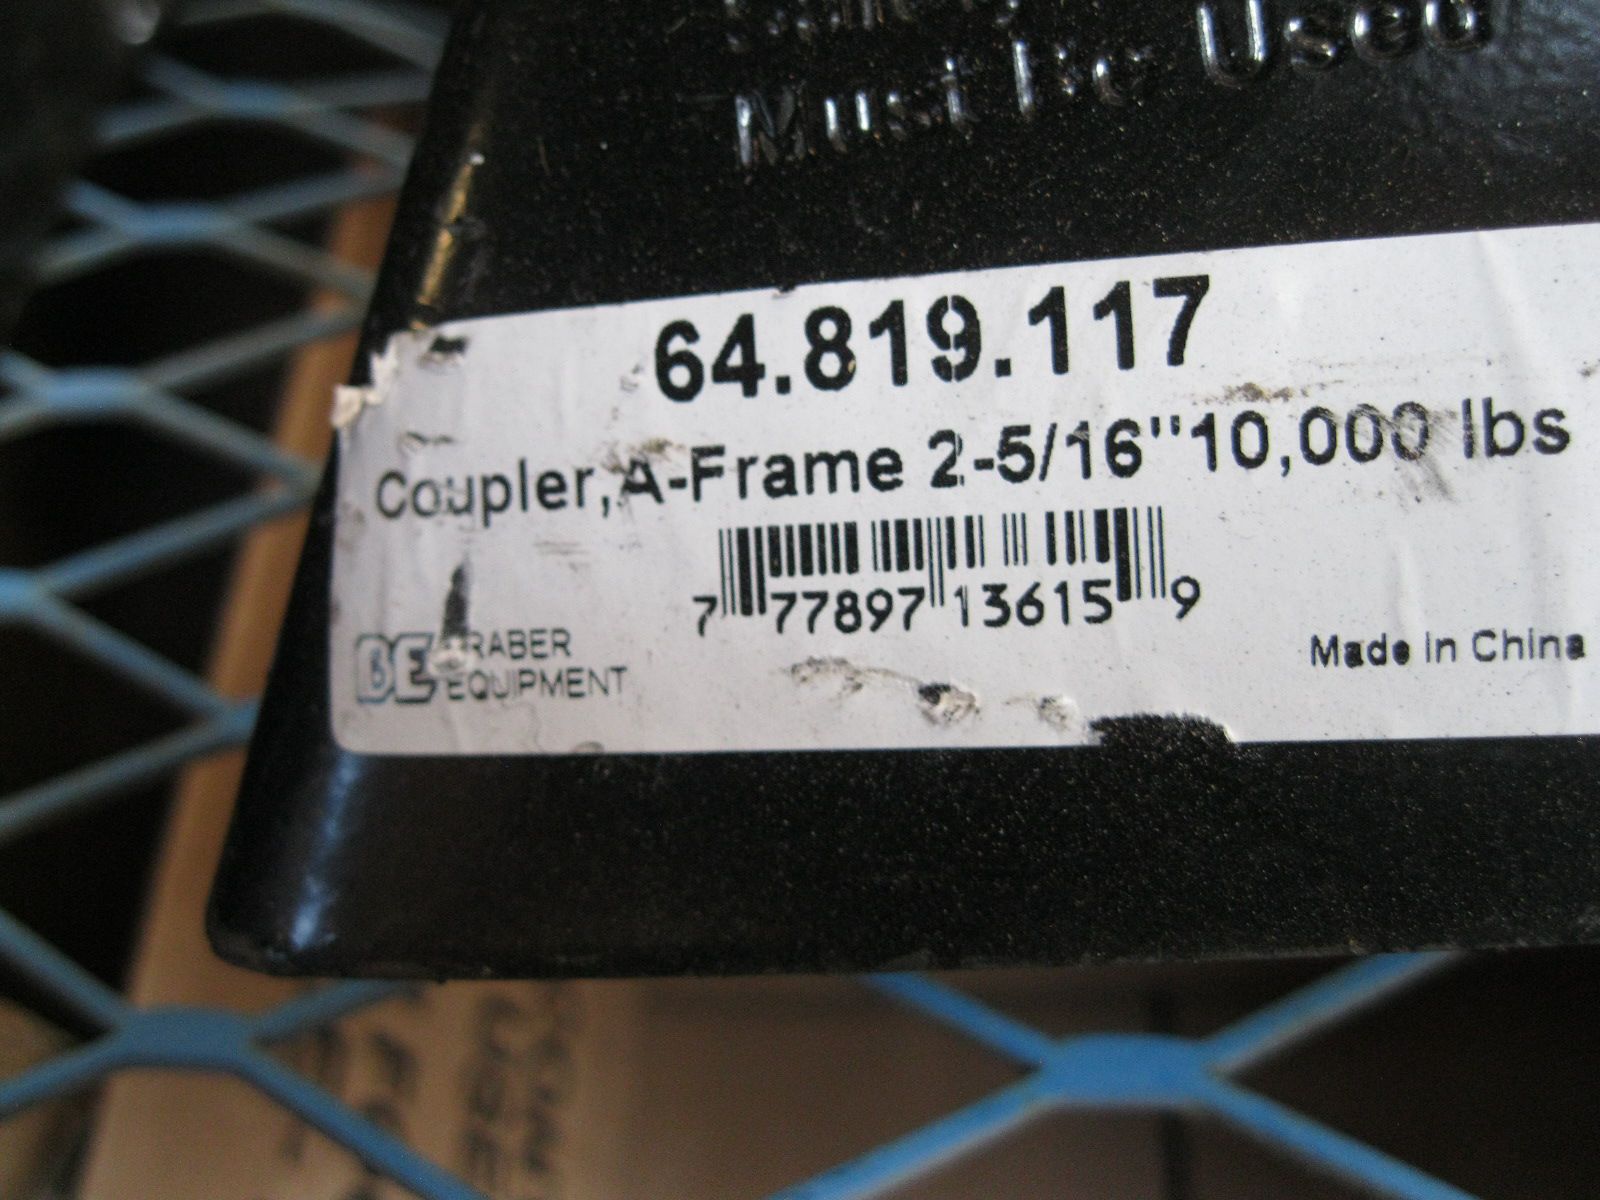 Must Be Used
64.819.117
Coupler,A-Frame 2-5/16"10,000 lbs
7 77897 13615 9
BE BRABER
EQUIPMENT
Made in China